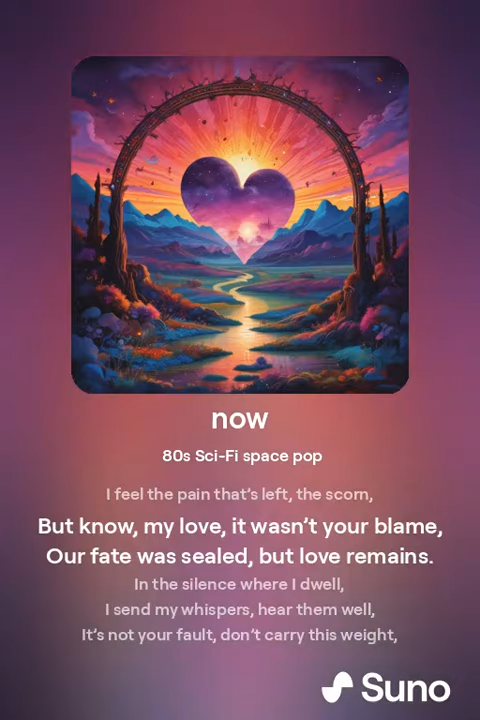 now
80s Sci-Fi space pop
I feel the pain that's left, the scorn,
But know, my love, it wasn't your blame,
Our fate was sealed, but love remains.
In the silence where I dwell,
I send my whispers, hear them well,
It's not your fault, don't carry this weight,
Suno